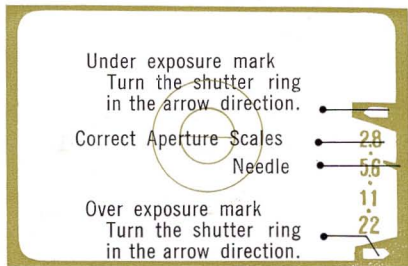 Under exposure mark
Turn the shutter ring
in the arrow direction.
Correct Aperture Scales
2.8
Needle
5.6
11
Over exposure mark
22
Turn the shutter ring
in the arrow direction.